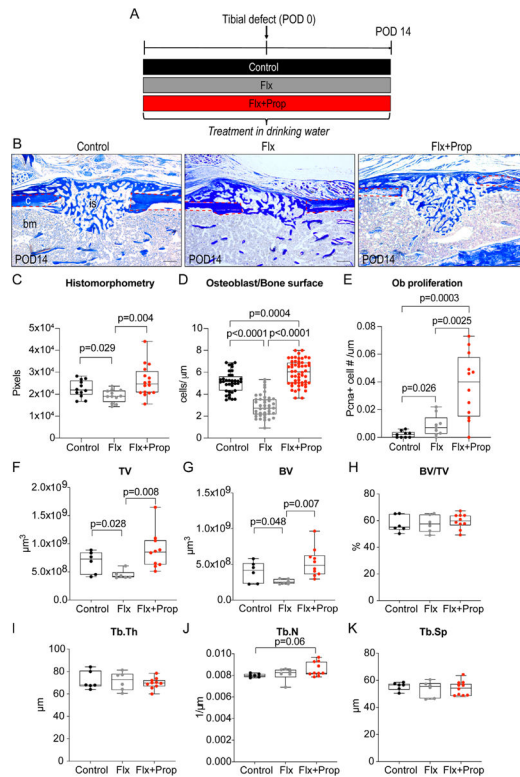 A
Tibial defect (POD 0)
POD 14
Control
Flx
Flx+Prop
Treatment in drinking water
B
Control
Flx
Flx+Prop
c
ts
bm
POD14
POD14
POD14
C
Histomorphometry
p=0.004
p=0.029
Pixels
5x10⁴
4x10⁴
3x10⁴
2x10⁴
1x10⁴
0
Control Flx Flx+Prop
D
Osteoblast/Bone surface
p=0.0004
p<0.0001 p<0.0001
cells/ μm
10
8
6
4
2
0
Control Flx Flx+Prop
E
Ob proliferation
p=0.0003
p=0.0025
p=0.026
Pcna+ cell # /um
0.08
0.06
0.04
0.02
0.00
Control Flx Flx+Prop
F
TV
p=0.008
p=0.028
μm³
2.0x10⁹
1.5x10⁹
1.0x10⁹
5.0x10⁸
0
Control Flx Flx+Prop
G
BV
p=0.007
p=0.048
μm³
1.5x10⁹
1.0x10⁹
5.0x10⁸
0
Control Flx Flx+Prop
H
BV/TV
%
80
60
40
20
0
Control Flx Flx+Prop
I
Tb.Th
μm
100
80
60
40
20
0
Control Flx Flx+Prop
J
Tb.N
p=0.06
1/μm
0.010
0.008
0.006
0.004
0.002
0.000
Control Flx Flx+Prop
K
Tb.Sp
μm
80
60
40
20
0
Control Flx Flx+Prop